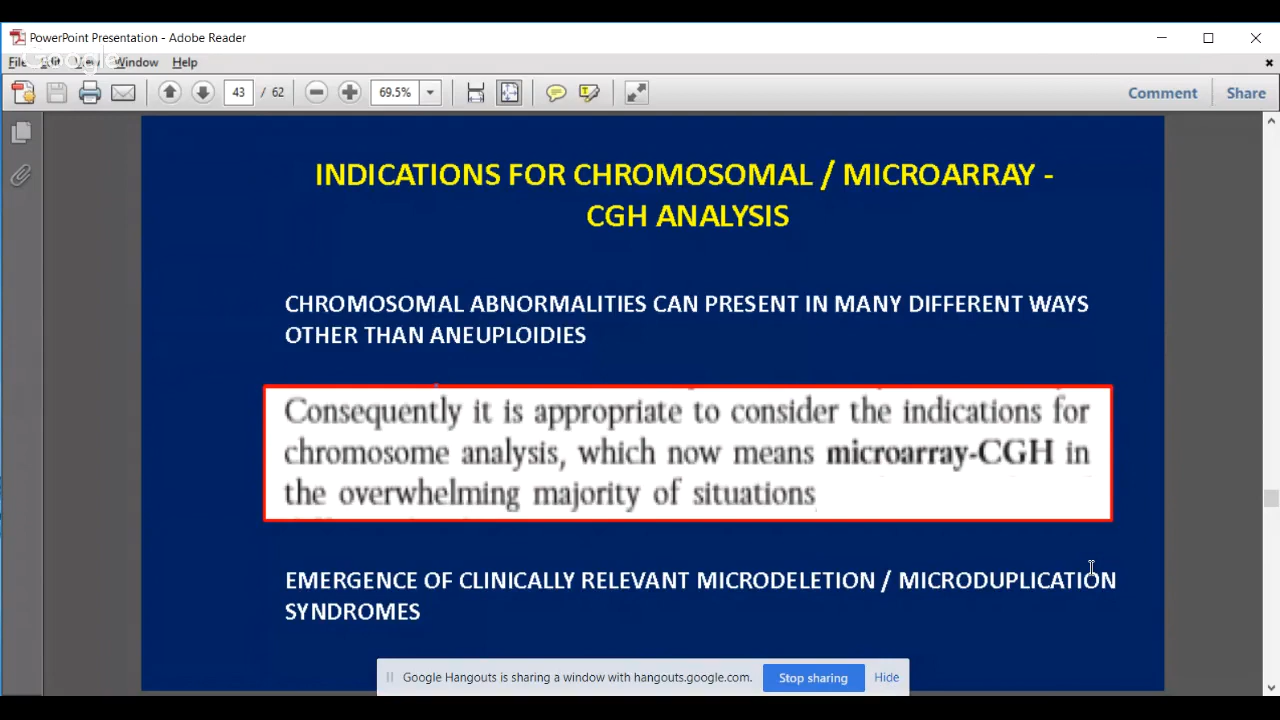 PowerPoint Presentation - Adobe Reader
Google
File Edit View Window Help
43 / 62 69.5% Comment Share
INDICATIONS FOR CHROMOSOMAL / MICROARRAY -
CGH ANALYSIS
CHROMOSOMAL ABNORMALITIES CAN PRESENT IN MANY DIFFERENT WAYS
OTHER THAN ANEUPLOIDIES
Consequently it is appropriate to consider the indications for
chromosome analysis, which now means microarray-CGH in
the overwhelming majority of situations
EMERGENCE OF CLINICALLY RELEVANT MICRODELETION / MICRODUPLICATION
SYNDROMES
Google Hangouts is sharing a window with hangouts.google.com. Stop sharing Hide